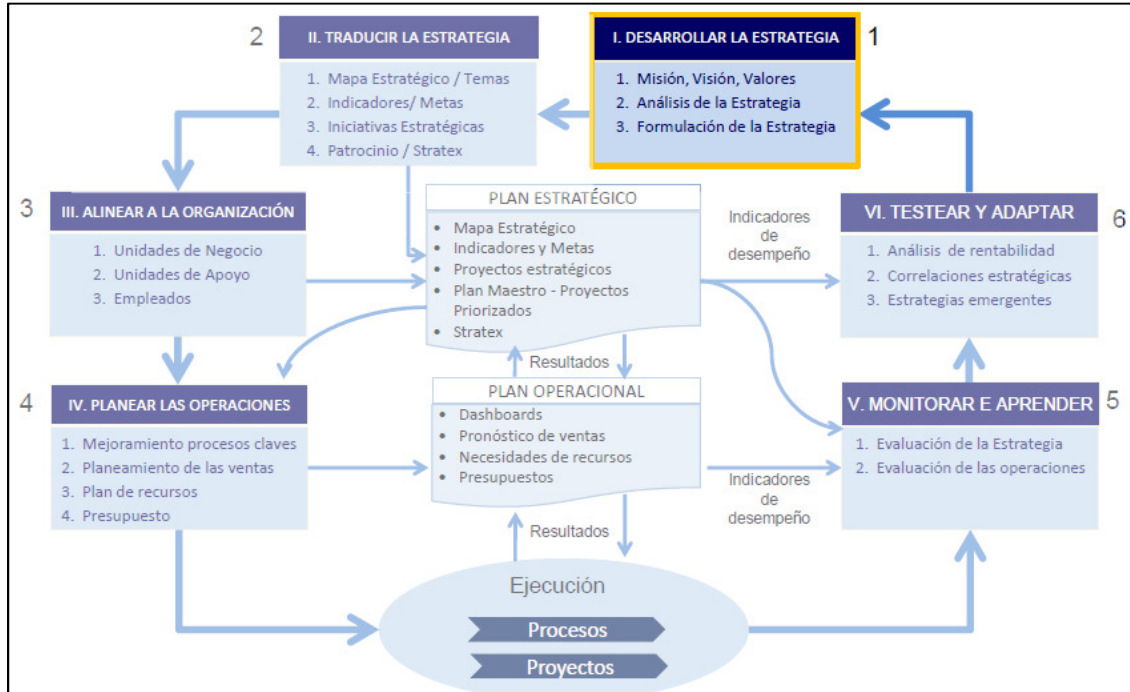 2
II. TRADUCIR LA ESTRATEGIA
1. Mapa Estratégico / Temas
2. Indicadores/ Metas
3. Iniciativas Estratégicas
4. Patrocinio / Stratex
I. DESARROLLAR LA ESTRATEGIA
1
1. Misión, Visión, Valores
2. Análisis de la Estrategia
3. Formulación de la Estrategia
3
III. ALINEAR A LA ORGANIZACIÓN
1. Unidades de Negocio
2. Unidades de Apoyo
3. Empleados
PLAN ESTRATÉGICO
• Mapa Estratégico
• Indicadores y Metas
• Proyectos estratégicos
• Plan Maestro - Proyectos
Priorizados
• Stratex
Indicadores
de
desempeño
VI. TESTEAR Y ADAPTAR
6
1. Análisis de rentabilidad
2. Correlaciones estratégicas
3. Estrategias emergentes
Resultados
4
IV. PLANEAR LAS OPERACIONES
1. Mejoramiento procesos claves
2. Planeamiento de las ventas
3. Plan de recursos
4. Presupuesto
PLAN OPERACIONAL
• Dashboards
• Pronóstico de ventas
• Necesidades de recursos
• Presupuestos
Indicadores
de
desempeño
V. MONITORAR E APRENDER
5
1. Evaluación de la Estrategia
2. Evaluación de las operaciones
Resultados
Ejecución
Procesos
Proyectos